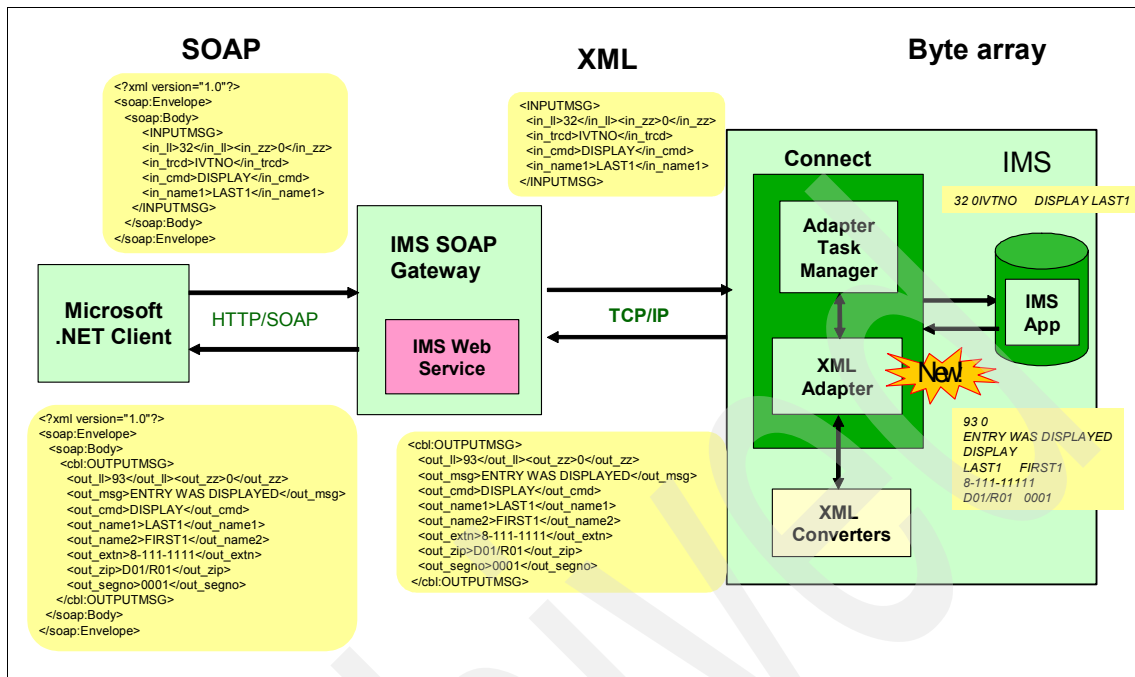 SOAP
XML
Byte array
<?xml version="1.0"?>
<soap:Envelope>
<soap:Body>
<INPUTMSG>
<in_ll>32</in_ll><in_zz>0</in_zz>
<in_trcd>IVTNO</in_trcd>
<in_cmd>DISPLAY</in_cmd>
<in_name1>LAST1</in_name1>
</INPUTMSG>
</soap:Body>
</soap:Envelope>
<INPUTMSG>
<in_ll>32</in_ll><in_zz>0</in_zz>
<in_trcd>IVTNO</in_trcd>
<in_cmd>DISPLAY</in_cmd>
<in_name1>LAST1</in_name1>
</INPUTMSG>
Connect
IMS
32 0IVTNO DISPLAY LAST1
Adapter
Task
Manager
IMS SOAP
Gateway
Microsoft
.NET Client
HTTP/SOAP
IMS Web
Service
TCP/IP
IMS
App
XML
Adapter
New!
<?xml version="1.0"?>
<soap:Envelope>
<soap:Body>
<cbl:OUTPUTMSG>
<out_ll>93</out_ll><out_zz>0</out_zz>
<out_msg>ENTRY WAS DISPLAYED</out_msg>
<out_cmd>DISPLAY</out_cmd>
<out_name1>LAST1</out_name1>
<out_name2>FIRST1</out_name2>
<out_extn>8-111-1111</out_extn>
<out_zip>D01/R01</out_zip>
<out_segno>0001</out_segno>
</cbl:OUTPUTMSG>
</soap:Body>
</soap:Envelope>
<cbl:OUTPUTMSG>
<out_ll>93</out_ll><out_zz>0</out_zz>
<out_msg>ENTRY WAS DISPLAYED</out_msg>
<out_cmd>DISPLAY</out_cmd>
<out_name1>LAST1</out_name1>
<out_name2>FIRST1</out_name2>
<out_extn>8-111-1111</out_extn>
<out_zip>D01/R01</out_zip>
<out_segno>0001</out_segno>
</cbl:OUTPUTMSG>
93 0
ENTRY WAS DISPLAYED
DISPLAY
LAST1 FIRST1
8-111-11111
D01/R01 0001
XML
Converters